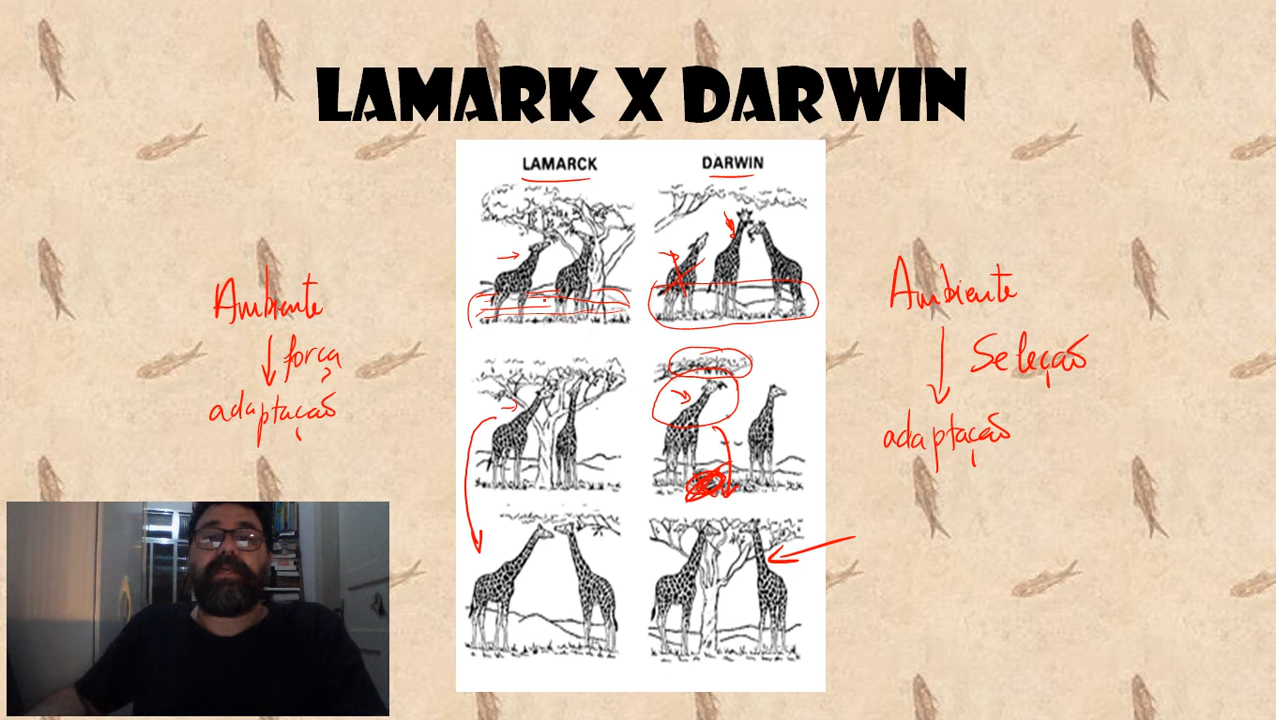 LAMARK X DARWIN
LAMARCK
DARWIN
Ambiente
força
adaptação
Ambiente
Seleção
adaptação